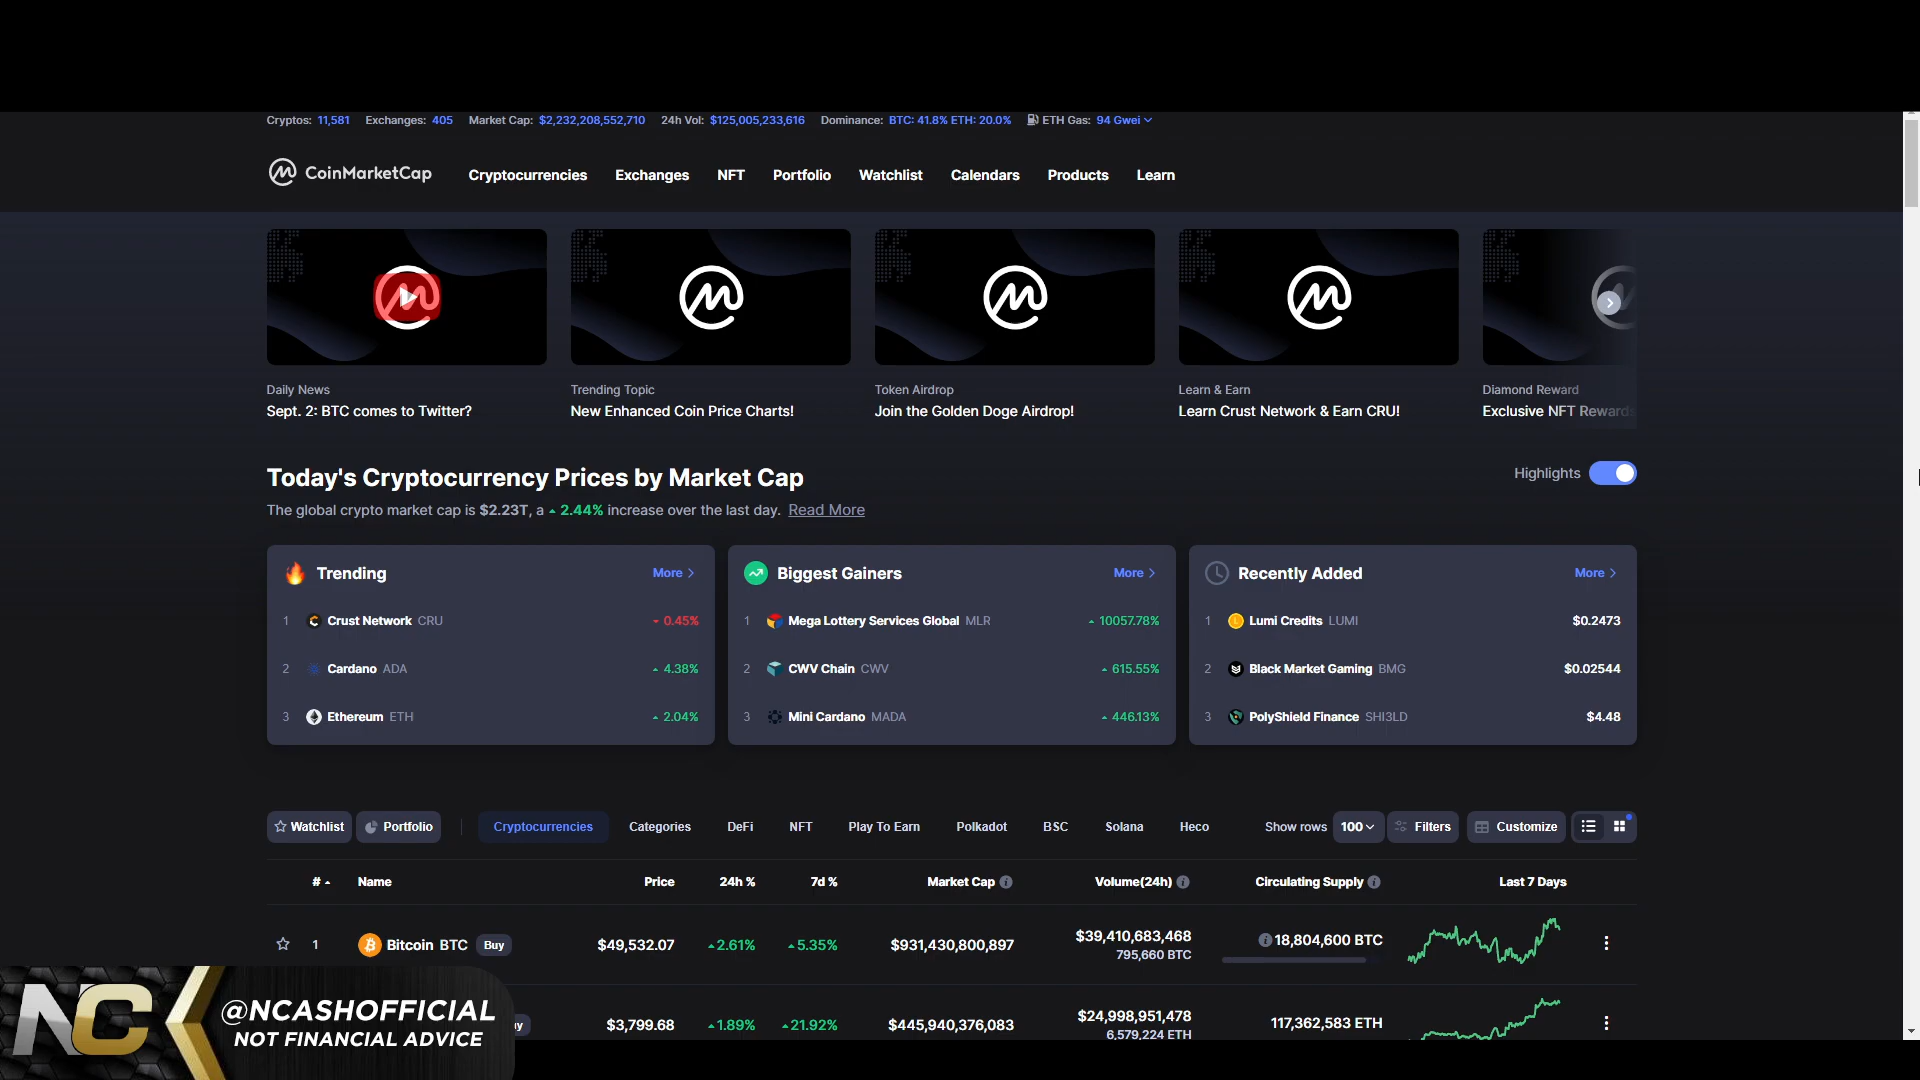 Cryptos: 11,581 Exchanges: 405 Market Cap: $2,232,208,552,710 24h Vol: $125,005,233,616 Dominance: BTC: 41.8% ETH: 20.0% ETH Gas: 94 Gwei
CoinMarketCap Cryptocurrencies Exchanges NFT Portfolio Watchlist Calendars Products Learn
Daily News Trending Topic Token Airdrop Learn & Earn Diamond Reward
Sept. 2: BTC comes to Twitter? New Enhanced Coin Price Charts! Join the Golden Doge Airdrop! Learn Crust Network & Earn CRU! Exclusive NFT Rewards
Today's Cryptocurrency Prices by Market Cap Highlights
The global crypto market cap is $2.23T, a 2.44% increase over the last day. Read More
Trending More
1 Crust Network CRU 0.45%
2 Cardano ADA 4.38%
3 Ethereum ETH 2.04%
Biggest Gainers More
1 Mega Lottery Services Global MLR 10057.78%
2 CWV Chain CWV 615.55%
3 Mini Cardano MADA 446.13%
Recently Added More
1 Lumi Credits LUMI $0.2473
2 Black Market Gaming BMG $0.02544
3 PolyShield Finance SHI3LD $4.48
Watchlist Portfolio Cryptocurrencies Categories DeFi NFT Play To Earn Polkadot BSC Solana Heco Show rows 100 Filters Customize
# Name Price 24h % 7d % Market Cap Volume(24h) Circulating Supply Last 7 Days
1 Bitcoin BTC Buy $49,532.07 2.61% 5.35% $931,430,800,897 $39,410,683,468 18,804,600 BTC
795,660 BTC
$3,799.68 1.89% 21.92% $445,940,376,083 $24,998,951,478 117,362,583 ETH
6,579,224 ETH
NC
@NCASHOFFICIAL
NOT FINANCIAL ADVICE